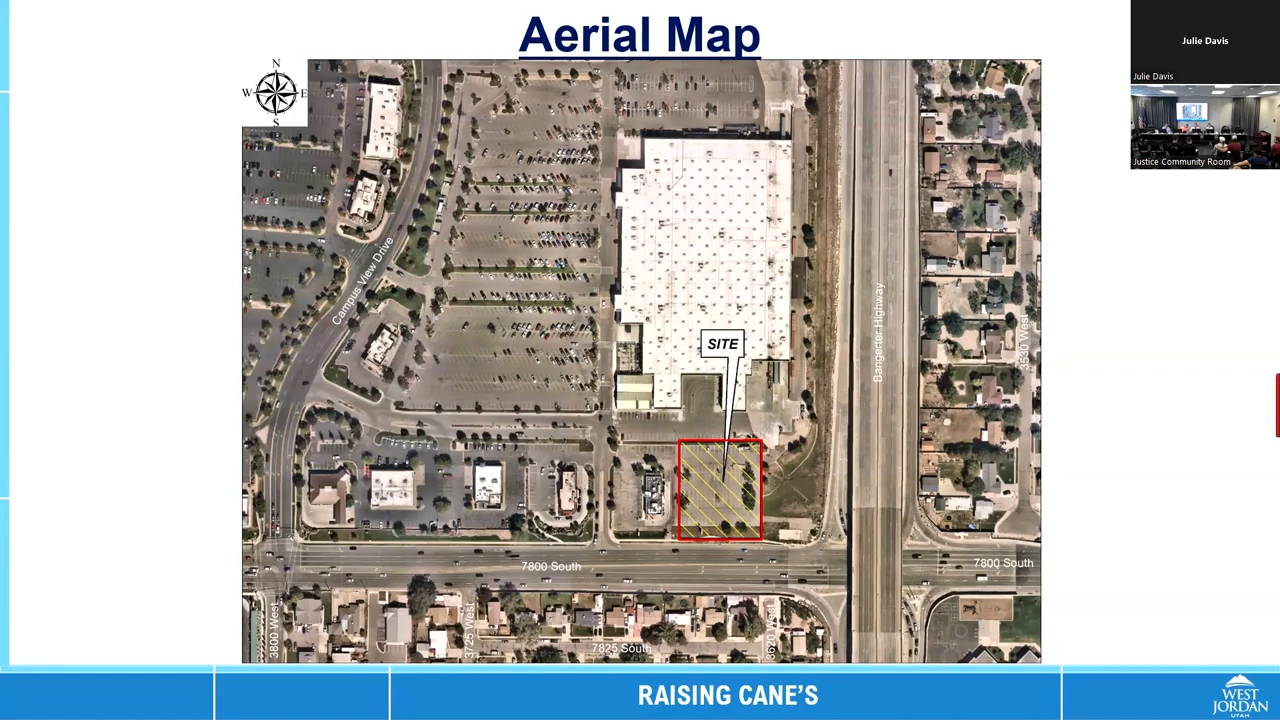 Aerial Map
N
W
E
S
Julie Davis
Julie Davis
Justice Community Room
Campus View Drive
SITE
Bangerter Highway
3530 West
7800 South
7800 South
3800 West
3725 West
7825 South
3620 West
RAISING CANE'S
WEST
JORDAN
UTAH